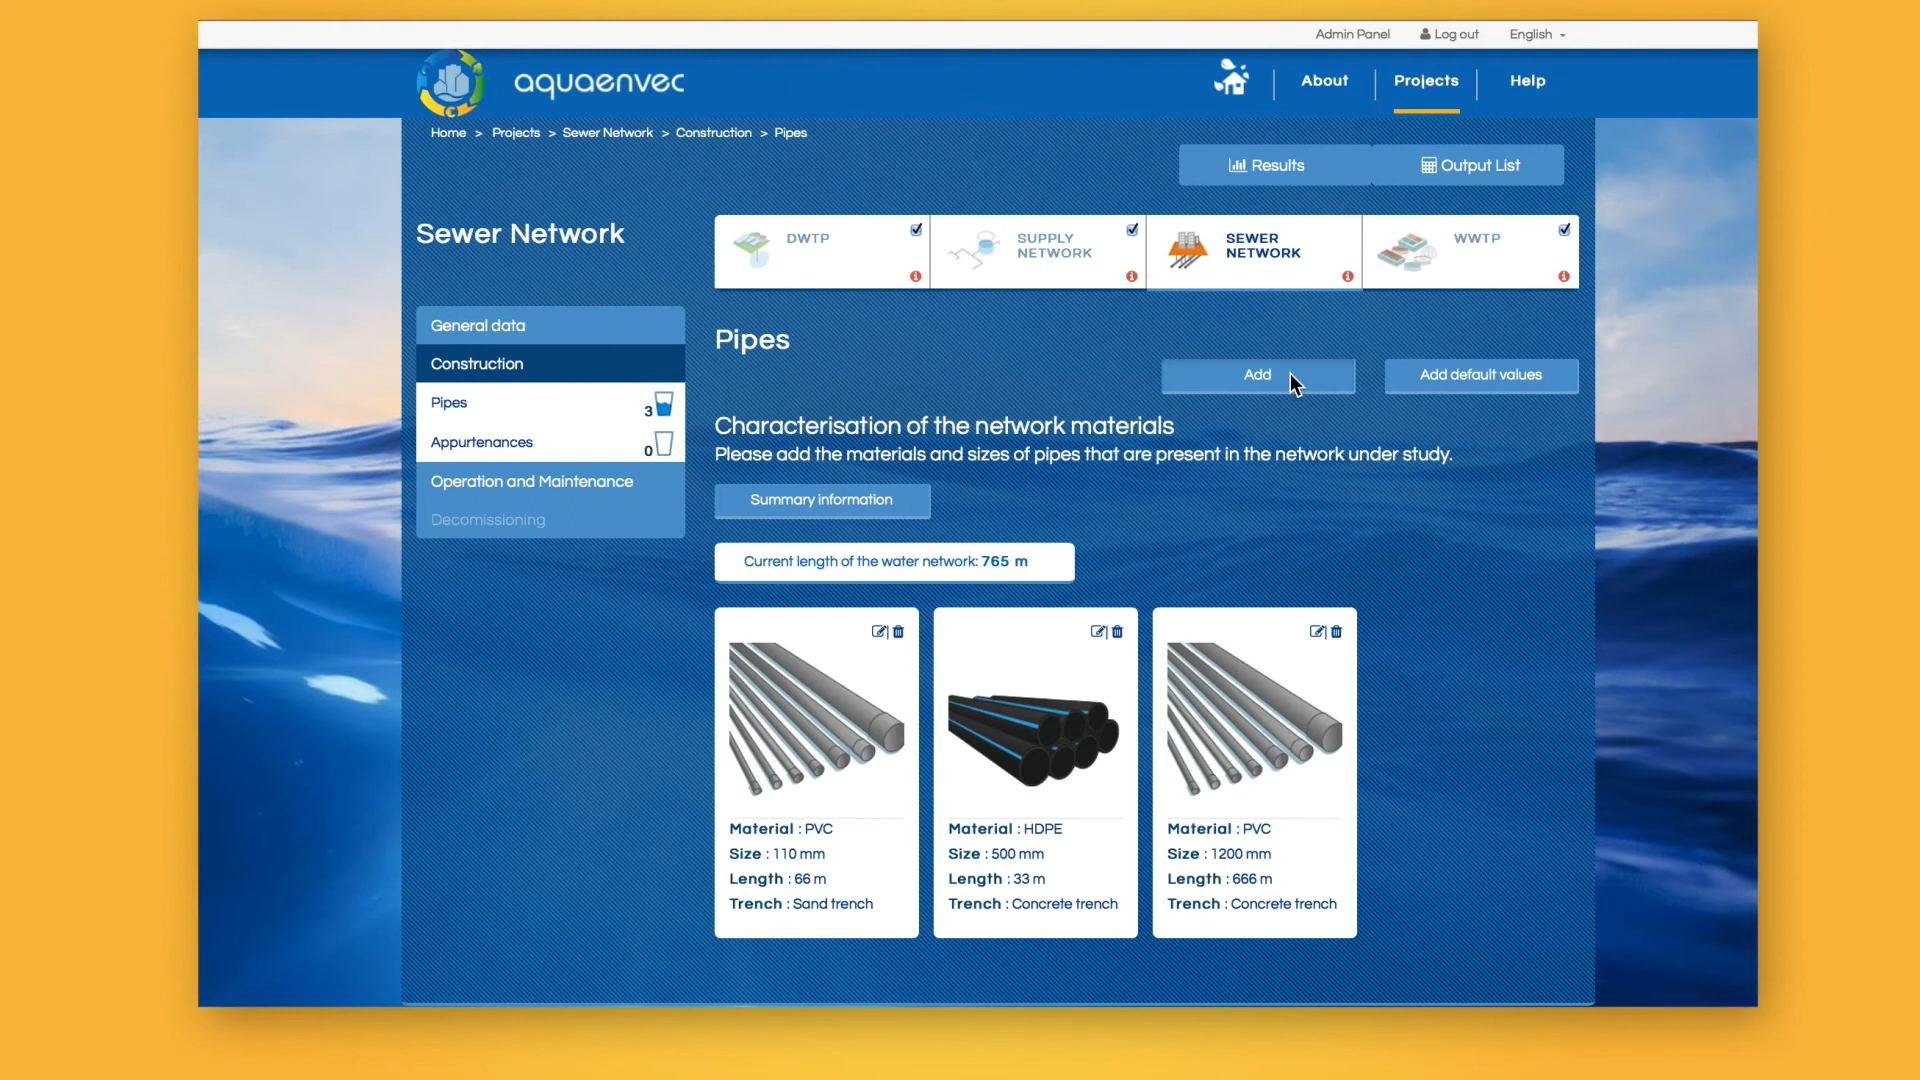 Admin Panel
Log out
English
aquaenvec
About
Projects
Help
Home > Projects > Sewer Network > Construction > Pipes
Results
Output List
Sewer Network
DWTP
SUPPLY
NETWORK
SEWER
NETWORK
WWTP
General data
Construction
Pipes
3
Appurtenances
0
Operation and Maintenance
Decomissioning
Pipes
Add
Add default values
Characterisation of the network materials
Please add the materials and sizes of pipes that are present in the network under study.
Summary information
Current length of the water network: 765 m
Material : PVC
Size : 110 mm
Length : 66 m
Trench : Sand trench
Material : HDPE
Size : 500 mm
Length : 33 m
Trench : Concrete trench
Material : PVC
Size : 1200 mm
Length : 666 m
Trench : Concrete trench